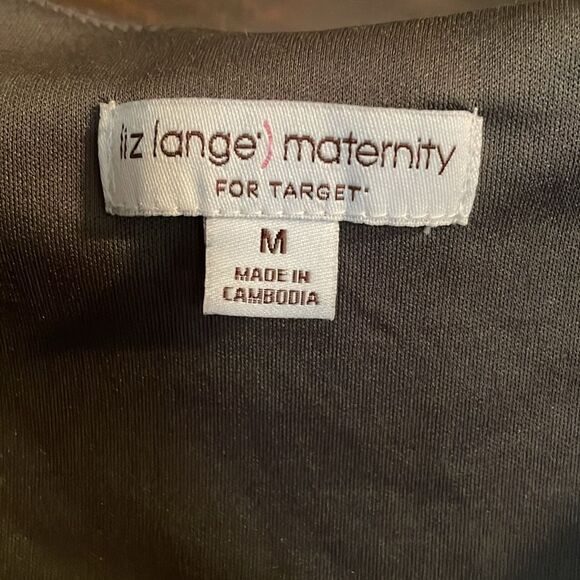 liz lange) maternity
FOR TARGET
M
MADE IN
CAMBODIA